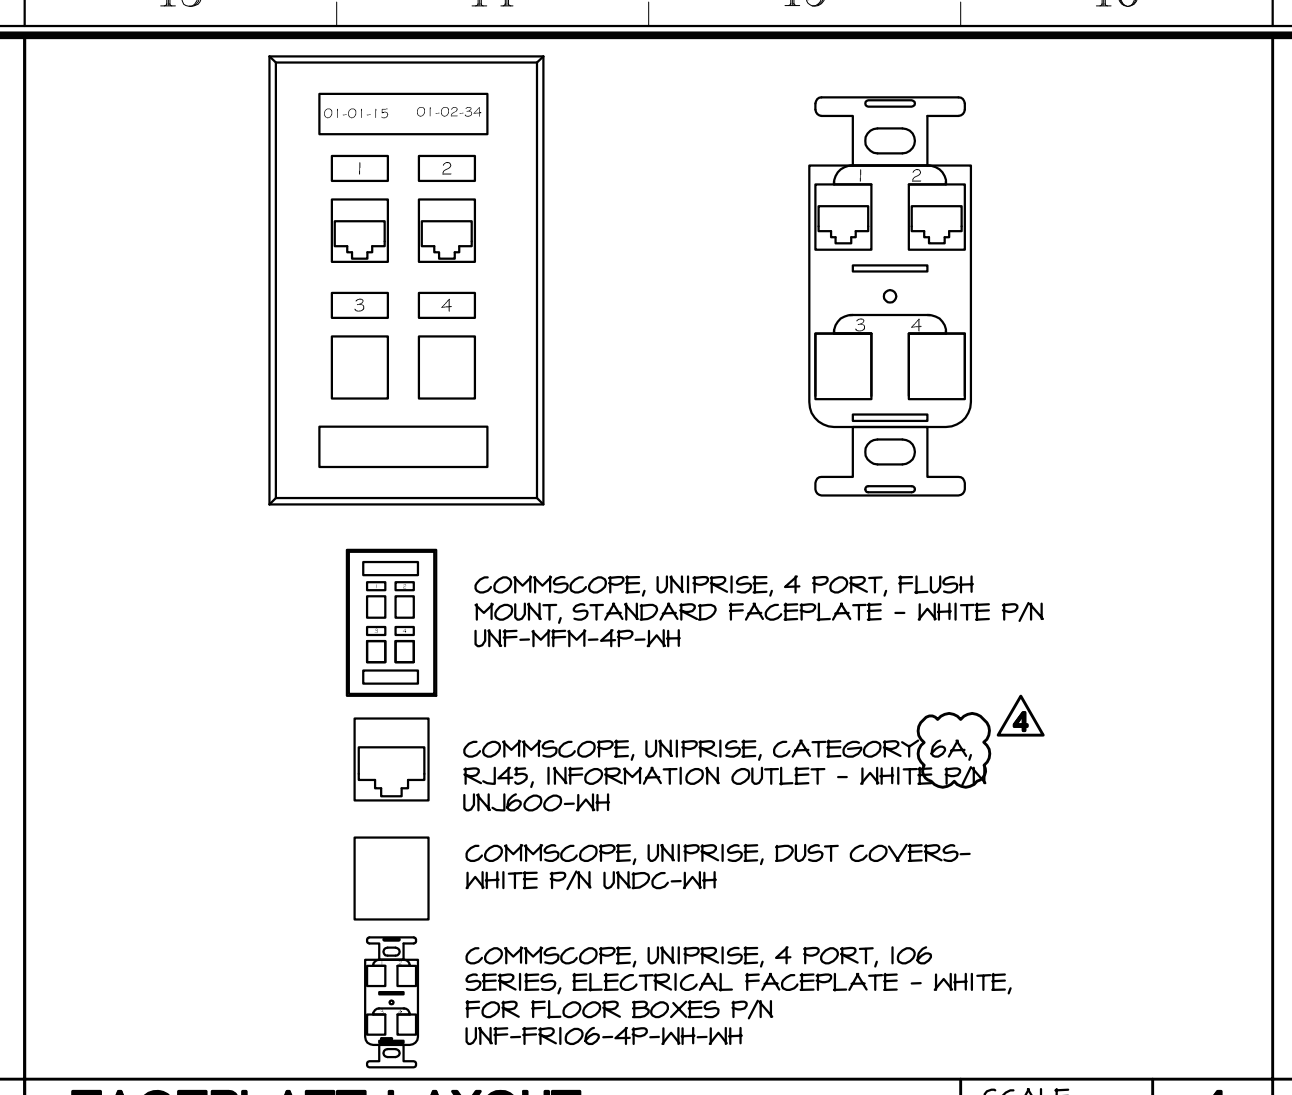 01-01-15 01-02-34
1 2
1 2
3 4
3 4
COMMSCOPE, UNIPRISE, 4 PORT, FLUSH
MOUNT, STANDARD FACEPLATE - WHITE P/N
UNF-MFM-4P-WH
4
COMMSCOPE, UNIPRISE, CATEGORY 6A,
RJ45, INFORMATION OUTLET - WHITE P/N
UNJ600-WH
COMMSCOPE, UNIPRISE, DUST COVERS-
WHITE P/N UNDC-WH
COMMSCOPE, UNIPRISE, 4 PORT, 106
SERIES, ELECTRICAL FACEPLATE - WHITE,
FOR FLOOR BOXES P/N
UNF-FR106-4P-WH-WH
FACEPLATE LAYOUT
SCALE